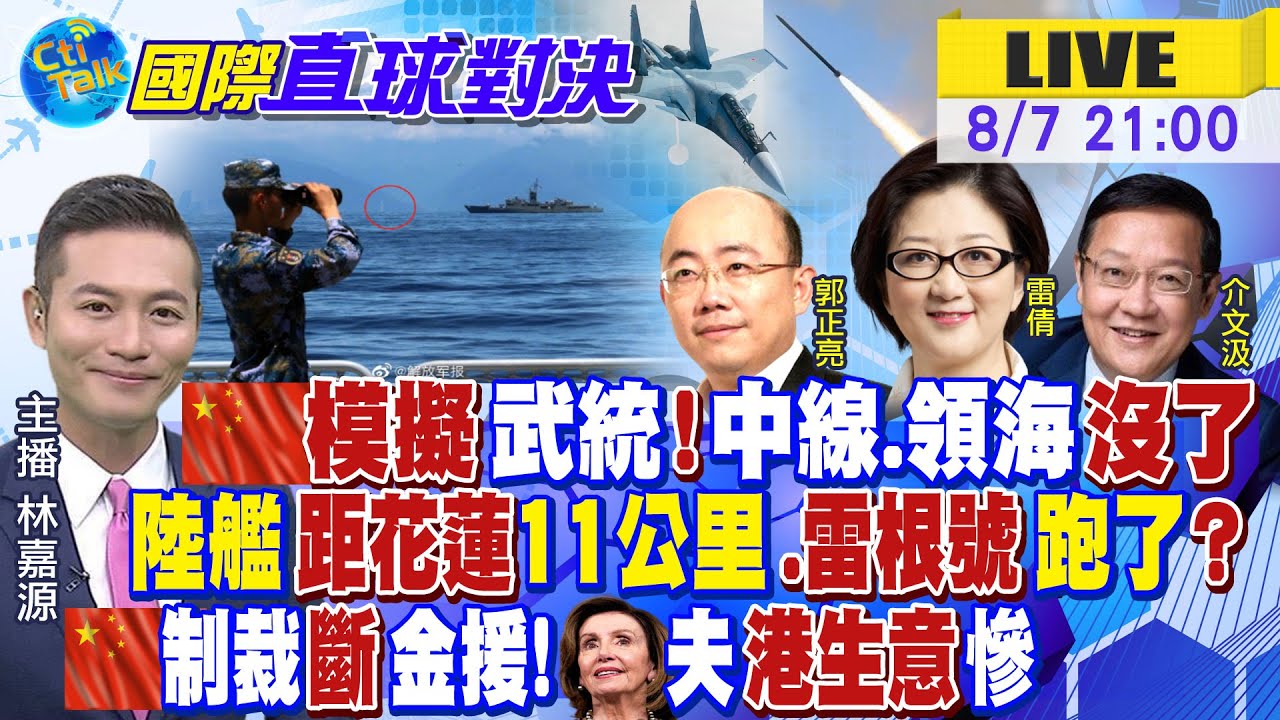 Cti Talk
國際直球對決
LIVE
8/7 21:00
主播 林嘉源
郭正亮
雷倩
介文汲
@解放军报
模擬武統!中線.領海沒了
陸艦距花蓮11公里.雷根號跑了?
制裁斷金援! 夫港生意慘